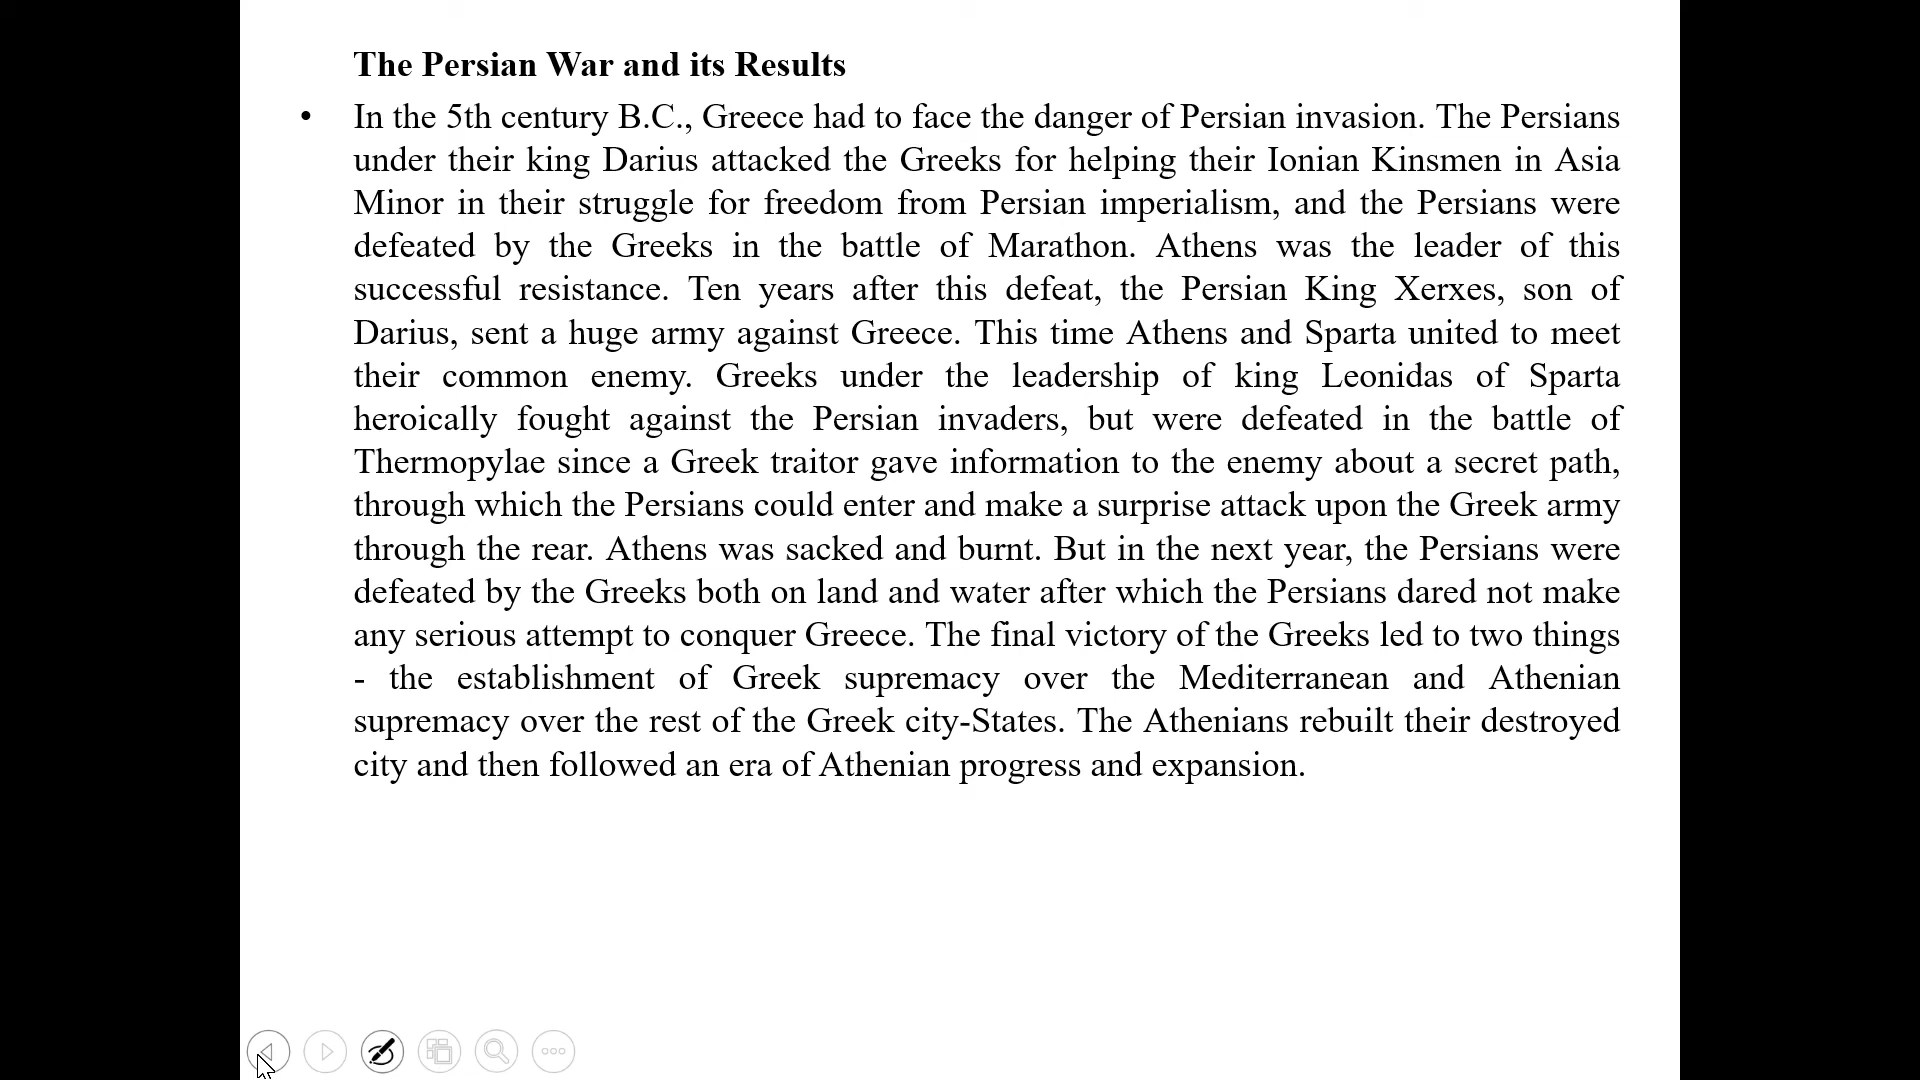 The Persian War and its Results
• In the 5th century B.C., Greece had to face the danger of Persian invasion. The Persians
under their king Darius attacked the Greeks for helping their Ionian Kinsmen in Asia
Minor in their struggle for freedom from Persian imperialism, and the Persians were
defeated by the Greeks in the battle of Marathon. Athens was the leader of this
successful resistance. Ten years after this defeat, the Persian King Xerxes, son of
Darius, sent a huge army against Greece. This time Athens and Sparta united to meet
their common enemy. Greeks under the leadership of king Leonidas of Sparta
heroically fought against the Persian invaders, but were defeated in the battle of
Thermopylae since a Greek traitor gave information to the enemy about a secret path,
through which the Persians could enter and make a surprise attack upon the Greek army
through the rear. Athens was sacked and burnt. But in the next year, the Persians were
defeated by the Greeks both on land and water after which the Persians dared not make
any serious attempt to conquer Greece. The final victory of the Greeks led to two things
- the establishment of Greek supremacy over the Mediterranean and Athenian
supremacy over the rest of the Greek city-States. The Athenians rebuilt their destroyed
city and then followed an era of Athenian progress and expansion.